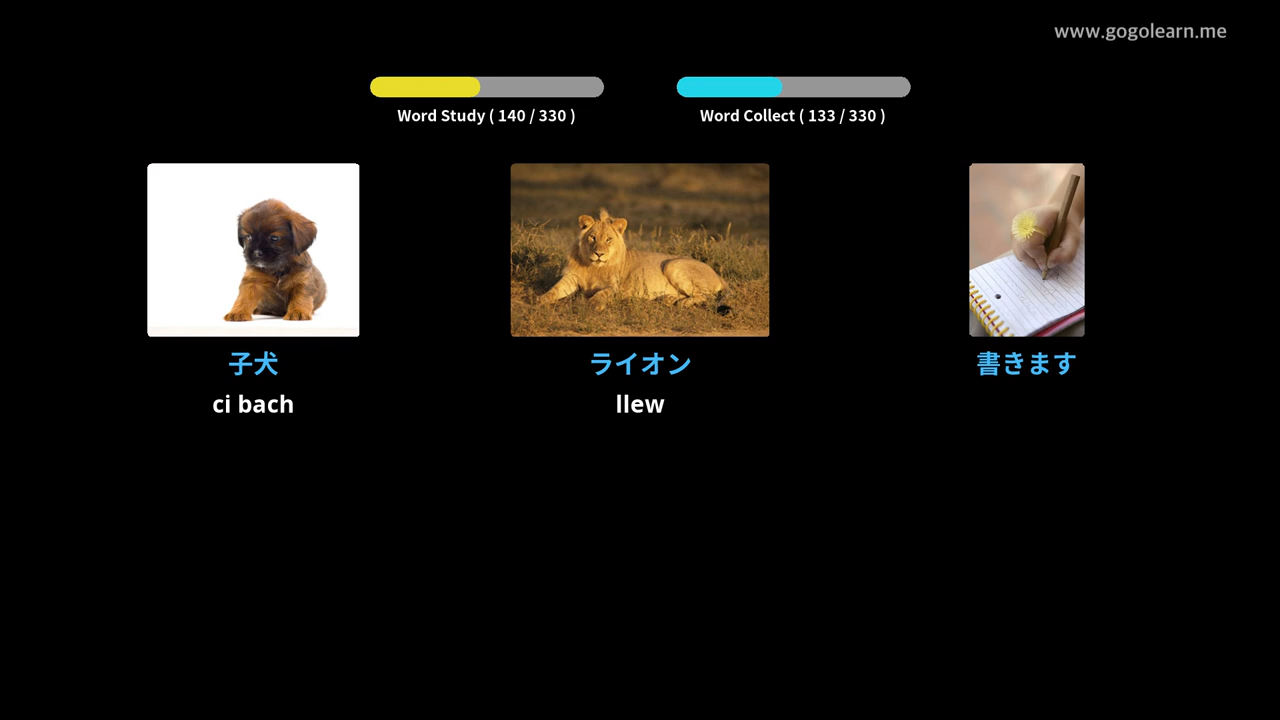 www.gogolearn.me
Word Study ( 140 / 330 )
Word Collect ( 133 / 330 )
子犬
ライオン
書きます
ci bach
llew